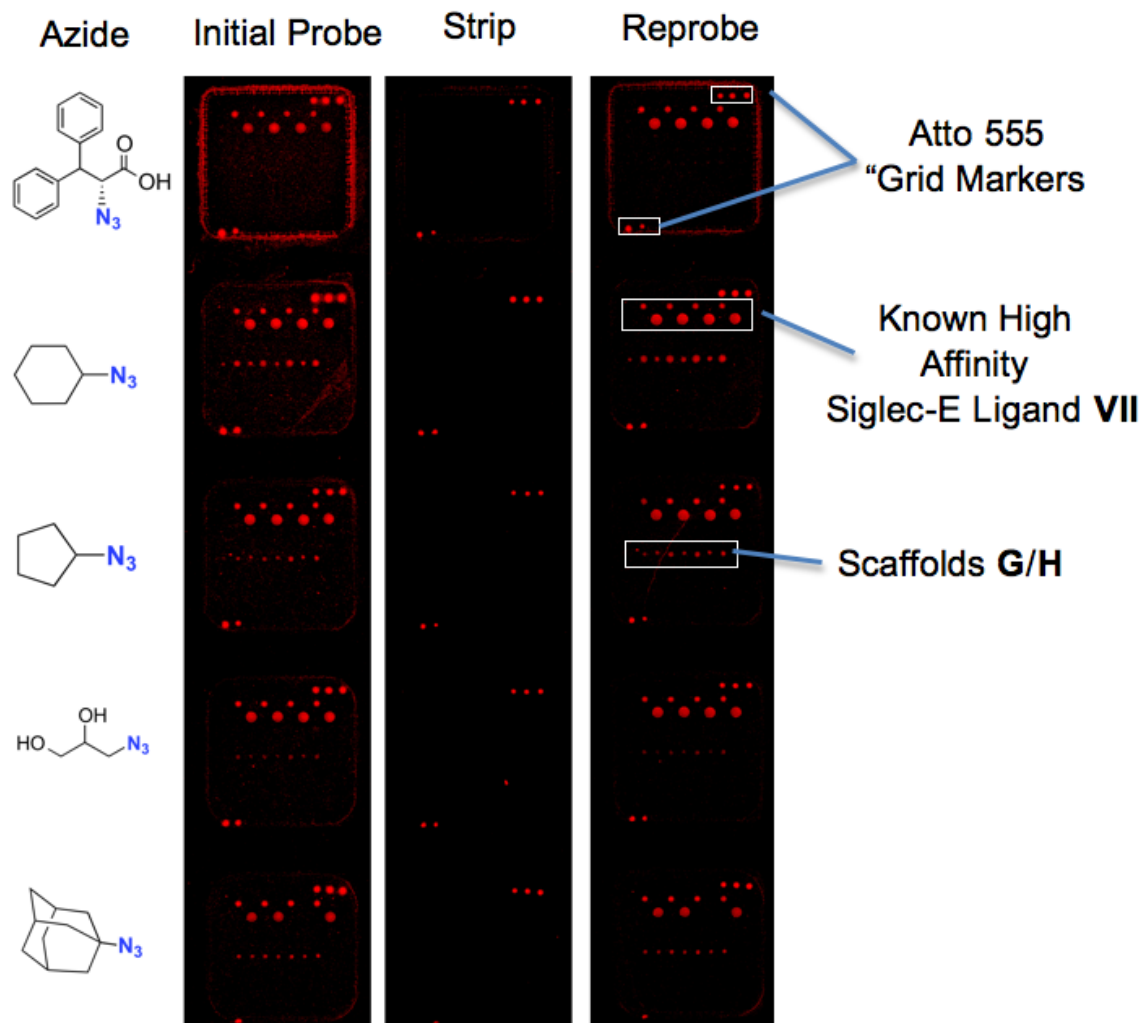 Azide
Initial Probe
Strip
Reprobe
O
OH
N3
Atto 555
“Grid Markers
N3
Known High
Affinity
Siglec-E Ligand VII
N3
Scaffolds G/H
OH
HO
N3
N3